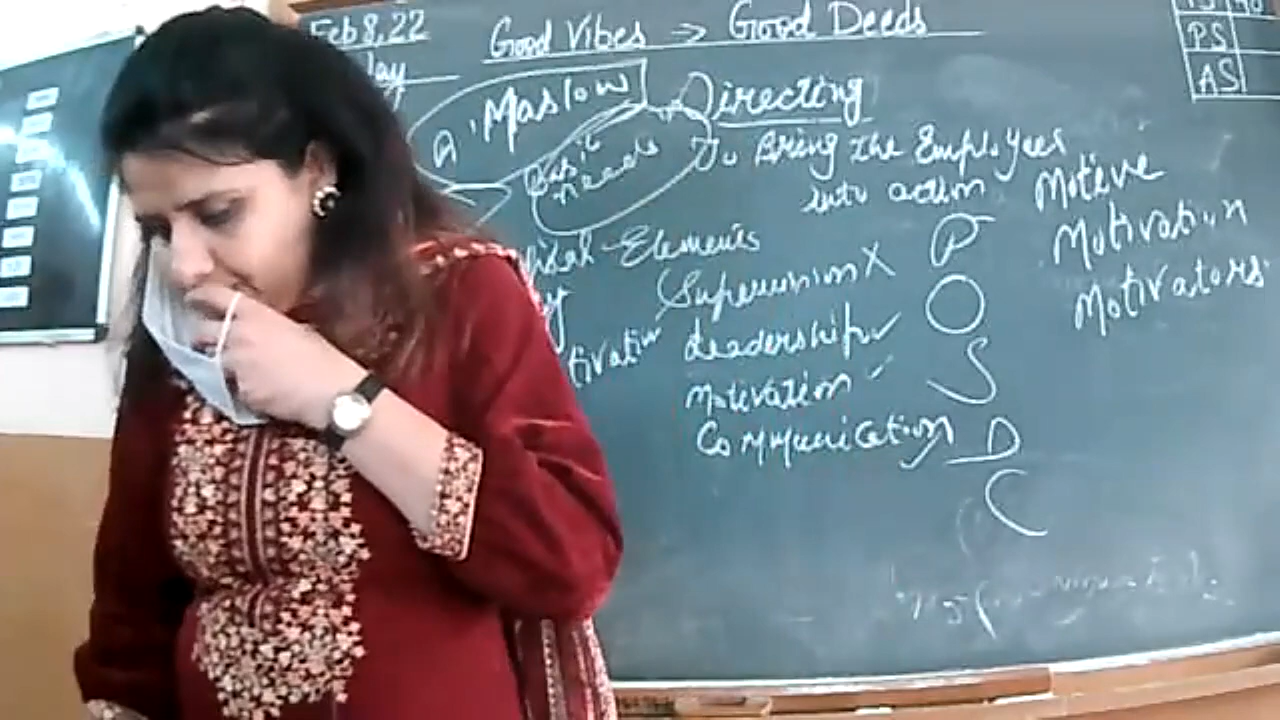 Feb 8, 22
Good Vibes → Good Deeds
Maslow
Basic
needs
Directing
To Bring the Employees
into action
Elements
Supervision X
Leadership ✓
Motivation ✓
Communication ✓
P
O
S
D
C
Motive
Motivation
Motivators
PS
AS